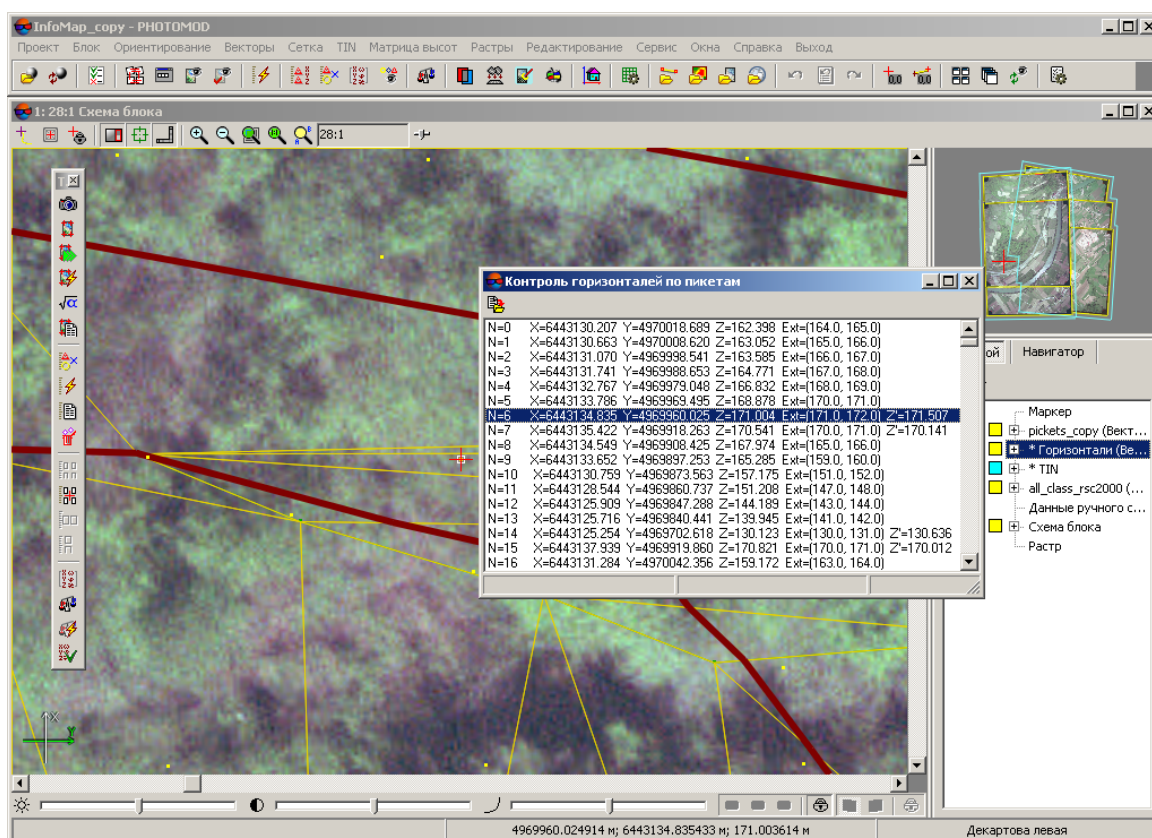 InfoMap_copy - PHOTOMOD
Проект Блок Ориентирование Векторы Сетка TIN Матрица высот Растры Редактирование Сервис Окна Справка Выход
1: 28:1 Схема блока
28:1
Контроль горизонталей по пикетам
N=0 X=6443130.207 Y=4970018.689 Z=162.398 Ext=(164.0, 165.0)
N=1 X=6443130.663 Y=4970008.620 Z=163.052 Ext=(165.0, 166.0)
N=2 X=6443131.070 Y=4969998.541 Z=163.585 Ext=(166.0, 167.0)
N=3 X=6443131.741 Y=4969988.653 Z=164.771 Ext=(167.0, 168.0)
N=4 X=6443132.767 Y=4969979.048 Z=166.832 Ext=(168.0, 169.0)
N=5 X=6443133.786 Y=4969969.495 Z=168.878 Ext=(170.0, 171.0)
N=6 X=6443134.835 Y=4969960.025 Z=171.004 Ext=(171.0, 172.0) Z'=171.507
N=7 X=6443135.422 Y=4969918.263 Z=170.541 Ext=(170.0, 171.0) Z'=170.141
N=8 X=6443134.549 Y=4969908.425 Z=167.974 Ext=(165.0, 166.0)
N=9 X=6443133.652 Y=4969897.253 Z=165.285 Ext=(159.0, 160.0)
N=10 X=6443130.759 Y=4969873.563 Z=157.175 Ext=(151.0, 152.0)
N=11 X=6443128.544 Y=4969860.737 Z=151.208 Ext=(147.0, 148.0)
N=12 X=6443125.909 Y=4969847.288 Z=144.189 Ext=(143.0, 144.0)
N=13 X=6443125.716 Y=4969840.441 Z=139.945 Ext=(141.0, 142.0)
N=14 X=6443125.254 Y=4969702.618 Z=130.123 Ext=(130.0, 131.0) Z'=130.636
N=15 X=6443137.939 Y=4969919.860 Z=170.821 Ext=(170.0, 171.0) Z'=170.012
N=16 X=6443131.284 Y=4970042.356 Z=159.172 Ext=(163.0, 164.0)
ой Навигатор
Маркер
pickets_copy (Вект...
* Горизонтали (Ве...
* TIN
all_class_rsc2000 (...
Данные ручного с...
Схема блока
Растр
4969960.024914 м; 6443134.835433 м; 171.003614 м
Декартова левая